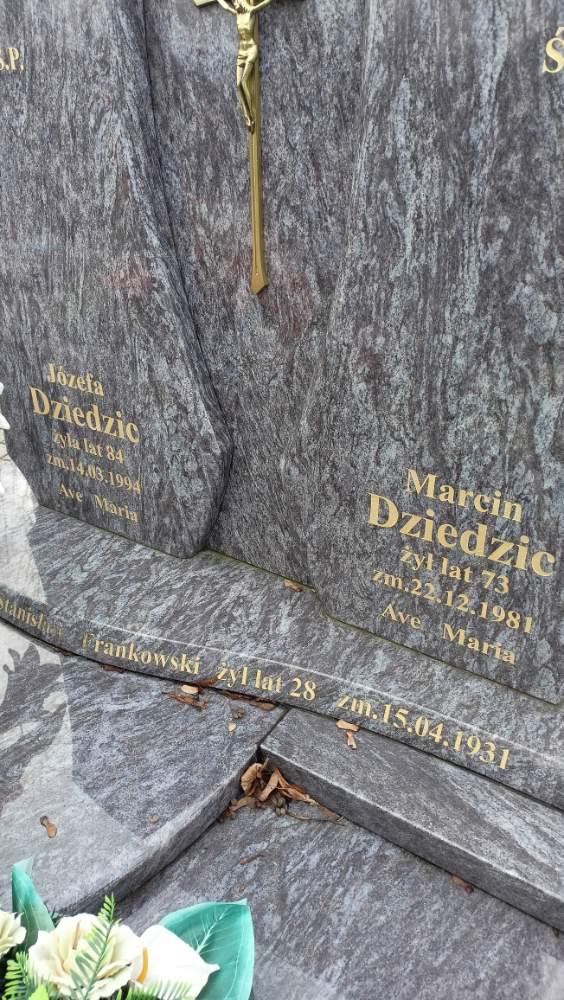 Ś.P.
Józefa
Dziedzic
żyła lat 84
zm.14.03.1994
Ave Maria
Ś
Marcin
Dziedzic
żył lat 73
zm.22.12.1981
Ave Maria
Stanisław Frankowski żył lat 28 zm.15.04.1931